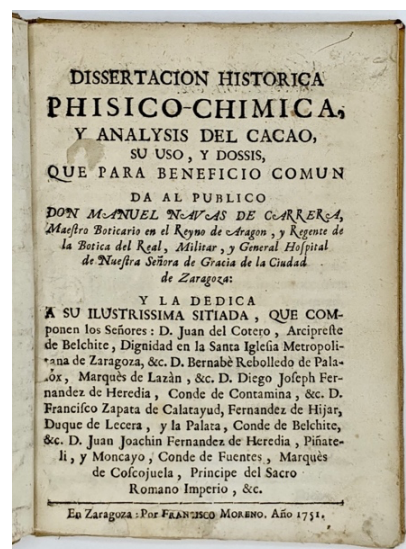 DISSERTACION HISTORICA
PHISICO-CHIMICA,
Y ANALYSIS DEL CACAO,
SU USO, Y DOSSIS,
QUE PARA BENEFICIO COMUN
DA AL PUBLICO
DON MANUEL NAVAS DE CARRERA,
Maestro Boticario en el Reyno de Aragon, y Regente de
la Botica del Real, Militar, y General Hospital
de Nuestra Señora de Gracia de la Ciudad
de Zaragoza:
Y LA DEDICA
A SU ILUSTRISSIMA SITIADA, QUE COM-
ponen los Señores: D. Juan del Cotero, Arcipreste
de Belchite, Dignidad en la Santa Iglesia Metropoli-
tana de Zaragoza, &c. D. Bernabè Rebolledo de Pala-
fòx, Marquès de Lazàn, &c. D. Diego Joseph Fer-
nandez de Heredia, Conde de Contamina, &c. D.
Francisco Zapata de Calatayud, Fernandez de Hijar,
Duque de Lecera, y la Palata, Conde de Belchite,
&c. D. Juan Joachin Fernandez de Heredia, Piñate-
li, y Moncayo, Conde de Fuentes, Marquès
de Coscojuela, Principe del Sacro
Romano Imperio, &c.
En Zaragoza: Por FRANCISCO MORENO. Año 1751.